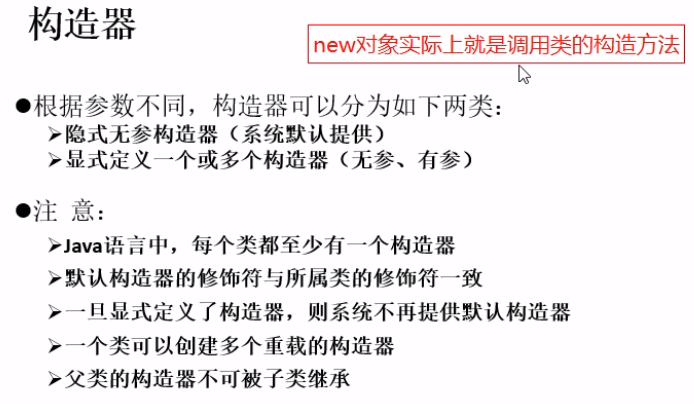 构造器
new对象实际上就是调用类的构造方法
●根据参数不同，构造器可以分为如下两类：
➢隐式无参构造器（系统默认提供）
➢显式定义一个或多个构造器（无参、有参）
●注 意：
➢Java语言中，每个类都至少有一个构造器
➢默认构造器的修饰符与所属类的修饰符一致
➢一旦显式定义了构造器，则系统不再提供默认构造器
➢一个类可以创建多个重载的构造器
➢父类的构造器不可被子类继承